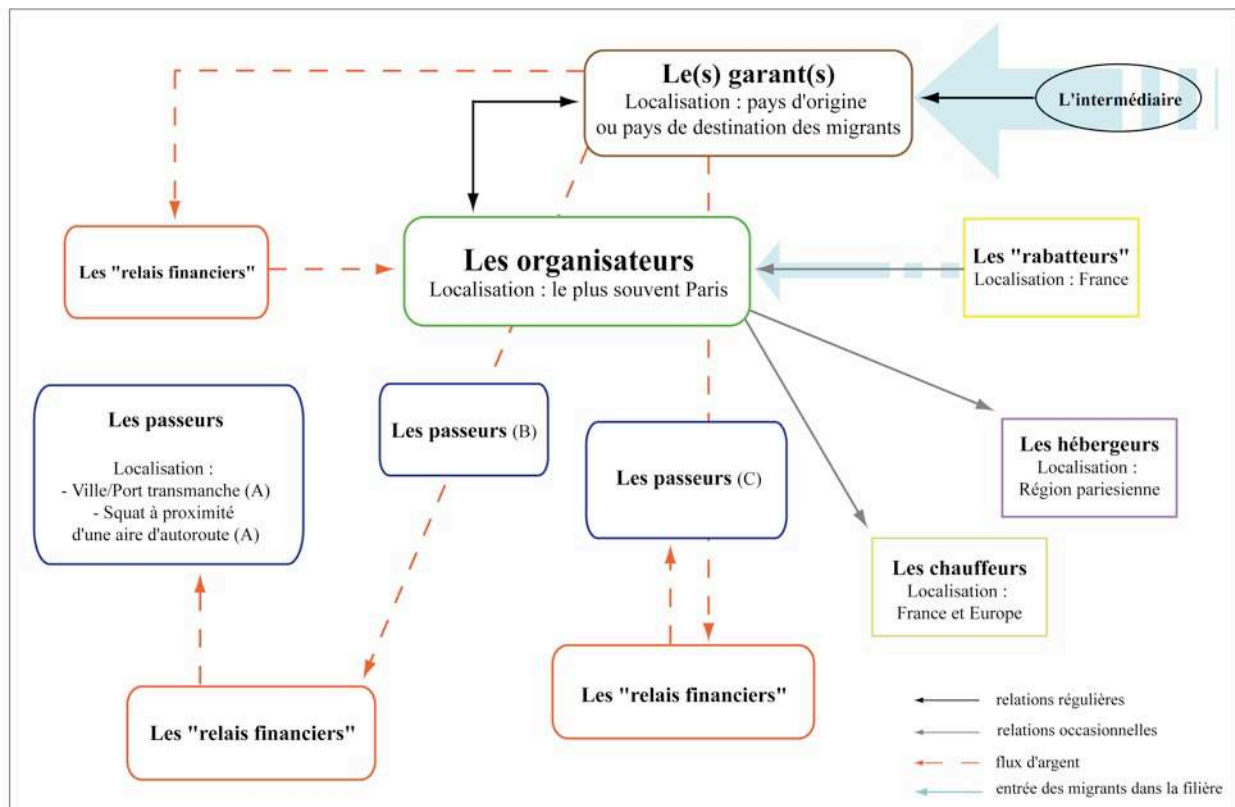 Le(s) garant(s)
Localisation : pays d'origine
ou pays de destination des migrants
L'intermédiaire
Les "relais financiers"
Les organisateurs
Localisation : le plus souvent Paris
Les "rabatteurs"
Localisation : France
Les passeurs
Localisation :
- Ville/Port transmanche (A)
- Squat à proximité
d'une aire d'autoroute (A)
Les passeurs (B)
Les passeurs (C)
Les hébergeurs
Localisation :
Région pariesienne
Les chauffeurs
Localisation :
France et Europe
Les "relais financiers"
Les "relais financiers"
relations régulières
relations occasionnelles
flux d'argent
entrée des migrants dans la filière